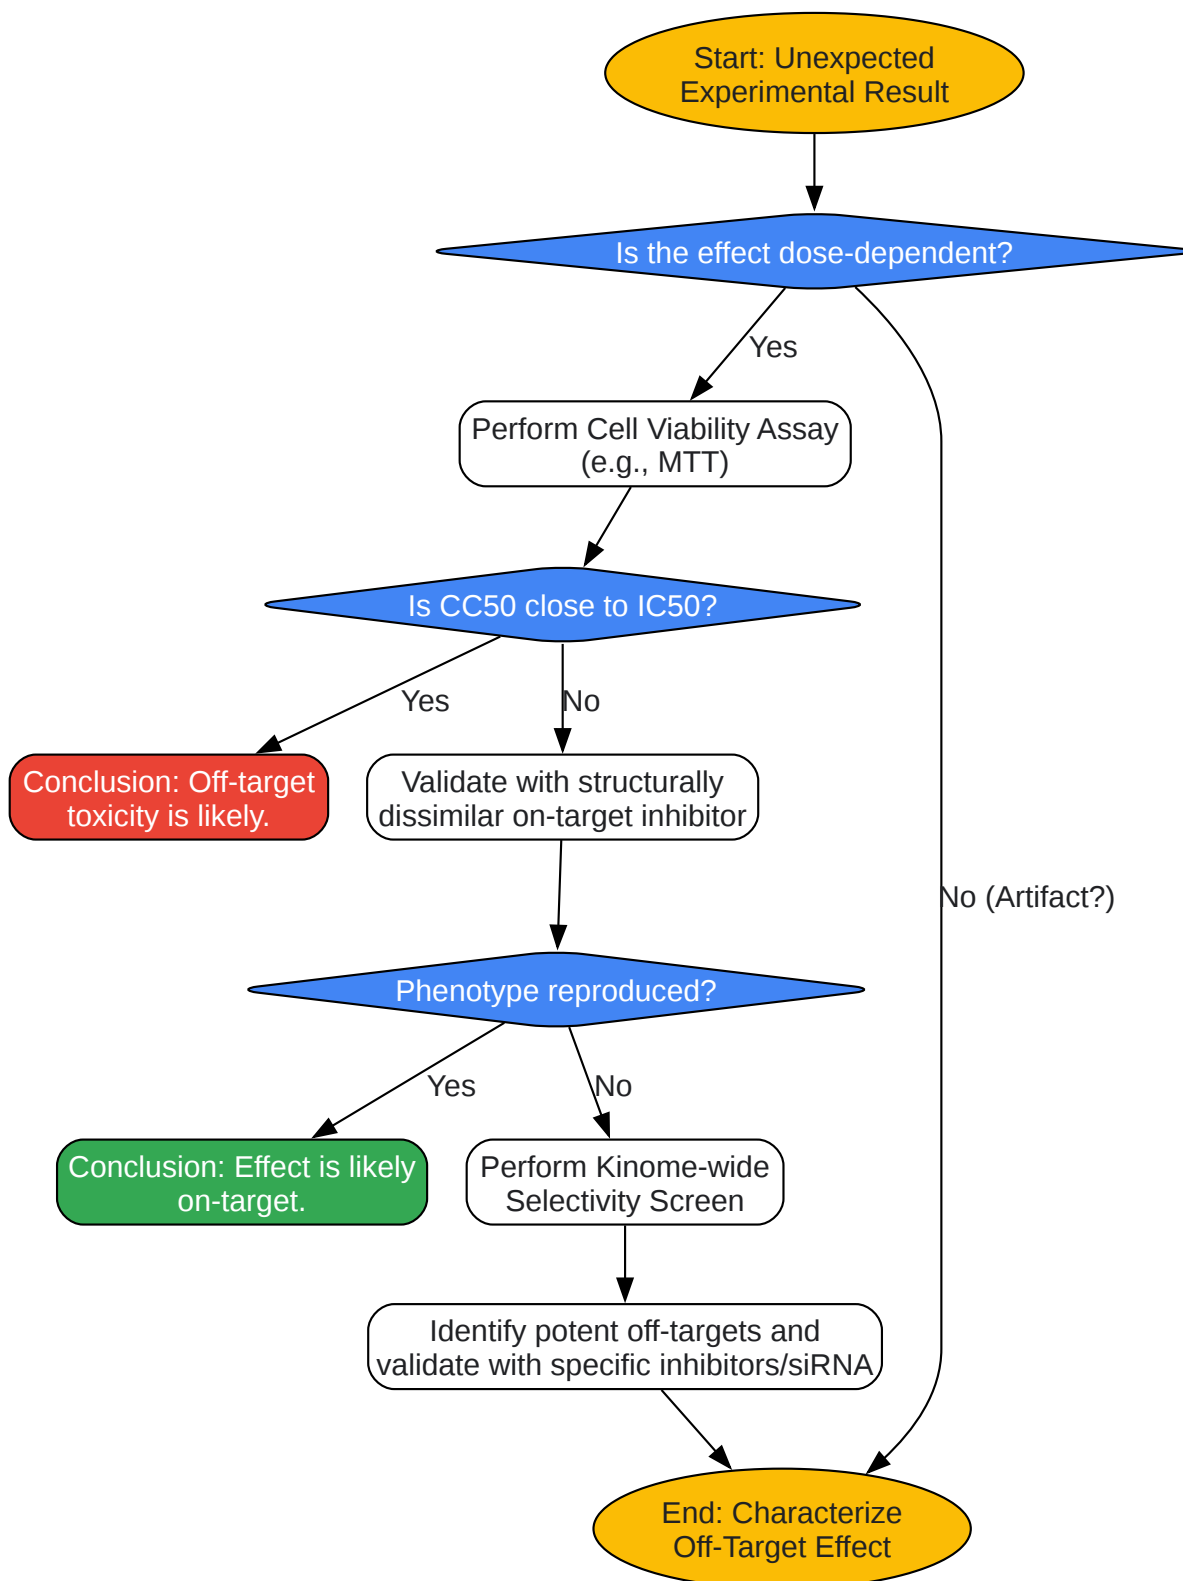 Start: Unexpected
Experimental Result
Is the effect dose-dependent?
Yes
Perform Cell Viability Assay
(e.g., MTT)
Is CC50 close to IC50?
Yes
No
Conclusion: Off-target
toxicity is likely.
Validate with structurally
dissimilar on-target inhibitor
No (Artifact?)
Phenotype reproduced?
Yes
No
Conclusion: Effect is likely
on-target.
Perform Kinome-wide
Selectivity Screen
Identify potent off-targets and
validate with specific inhibitors/siRNA
End: Characterize
Off-Target Effect